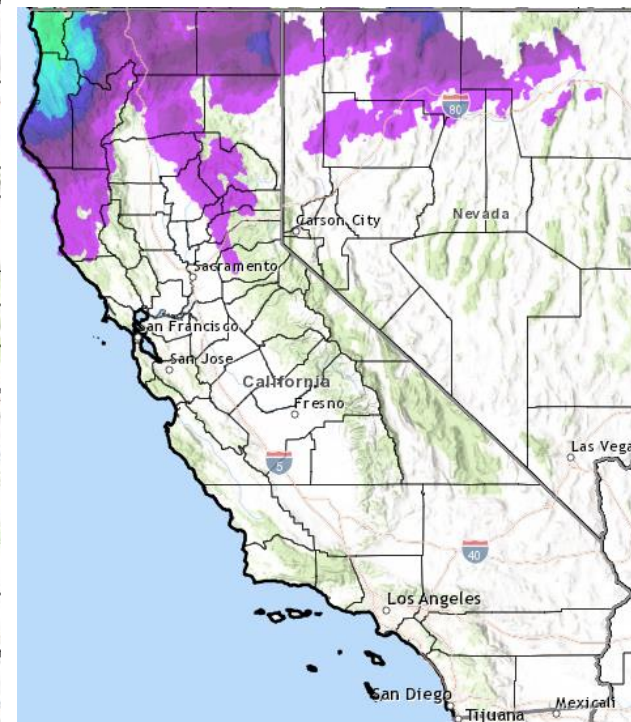 80
Carson City
Nevada
Sacramento
San Francisco
San Jose
California
Fresno
5
Las Vega
40
Los Angeles
San Diego
Tijuana
Mexicali